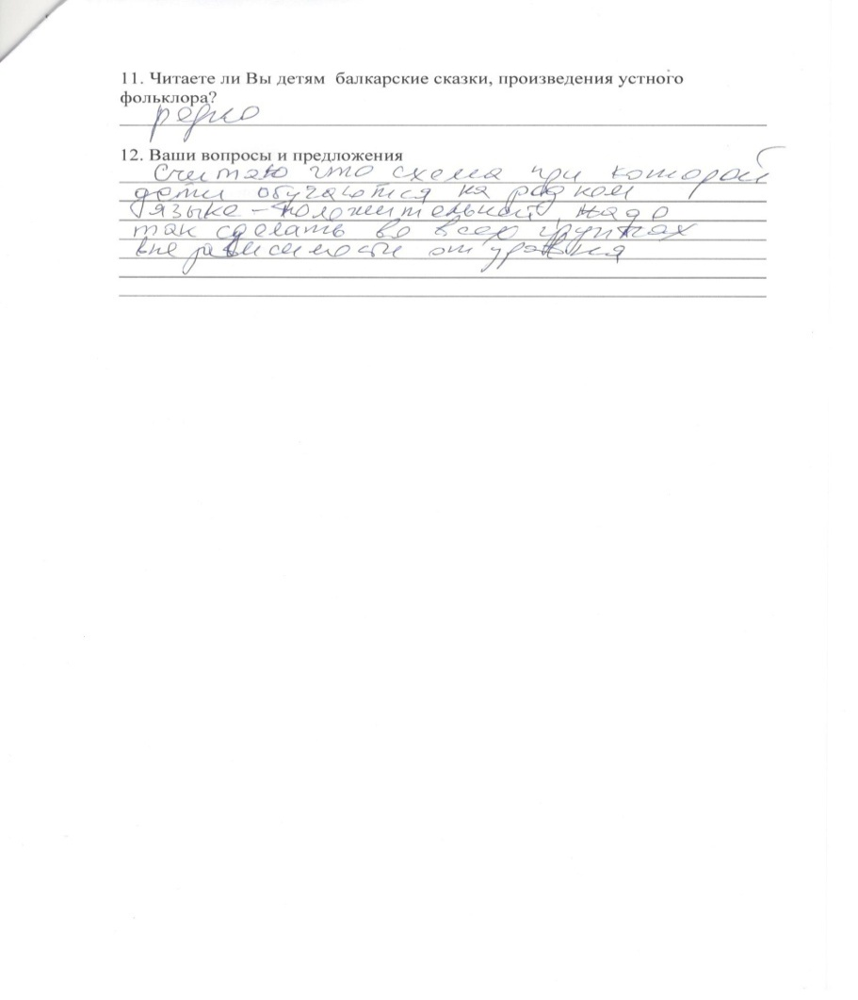 11. Читаете ли Вы детям балкарские сказки, произведения устного
фольклора?
редко
12. Ваши вопросы и предложения
Считаю что схема при которой
дети обучаются на родном
языке - положительной, надо
так сделать во всех группах
вне зависимости от уровня